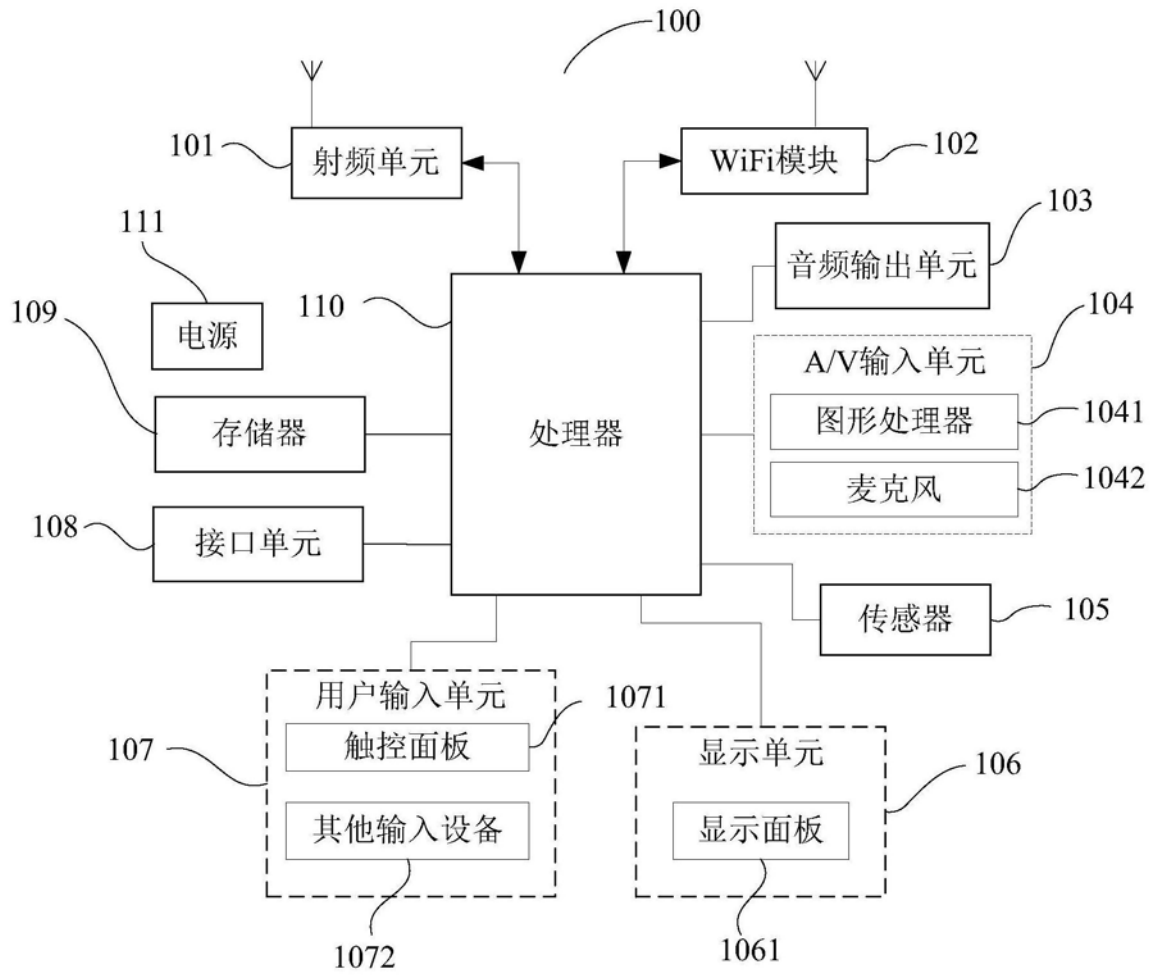 100
101
射频单元
WiFi模块
102
103
音频输出单元
111
电源
110
109
存储器
处理器
104
A/V输入单元
图形处理器
1041
麦克风
1042
108
接口单元
传感器
105
用户输入单元
1071
触控面板
107
其他输入设备
1072
显示单元
106
显示面板
1061